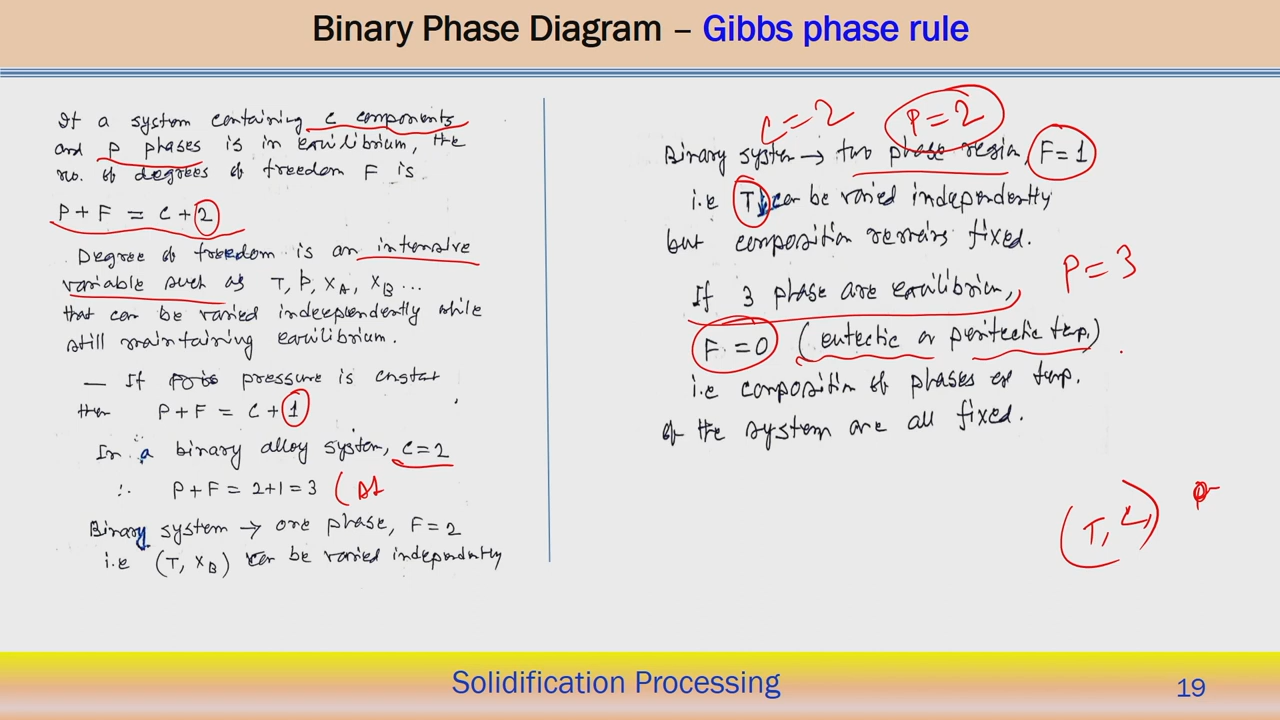 Binary Phase Diagram – Gibbs phase rule
If a system containing c components
and p phases is in equilibrium, the
no. of degrees of freedom F is
P + F = C + 2
Degree of freedom is an intensive
variable such as T, P, XA, XB ...
that can be varied independently while
still maintaining equilibrium.
— If pressure is constat
then P + F = C + 1
In a binary alloy system, C = 2
∴ P + F = 2+1 = 3 (At
Binary system → one phase, F = 2
i.e (T, XB) can be varied independently
C = 2 P = 2
Binary system → two phase region, F = 1
i.e T can be varied independently
but composition remains fixed.
P = 3
If 3 phase are equilibrium,
F = 0 (eutectic or peritectic temp.)
i.e composition of phases or temp.
of the system are all fixed.
(T,
Solidification Processing
19